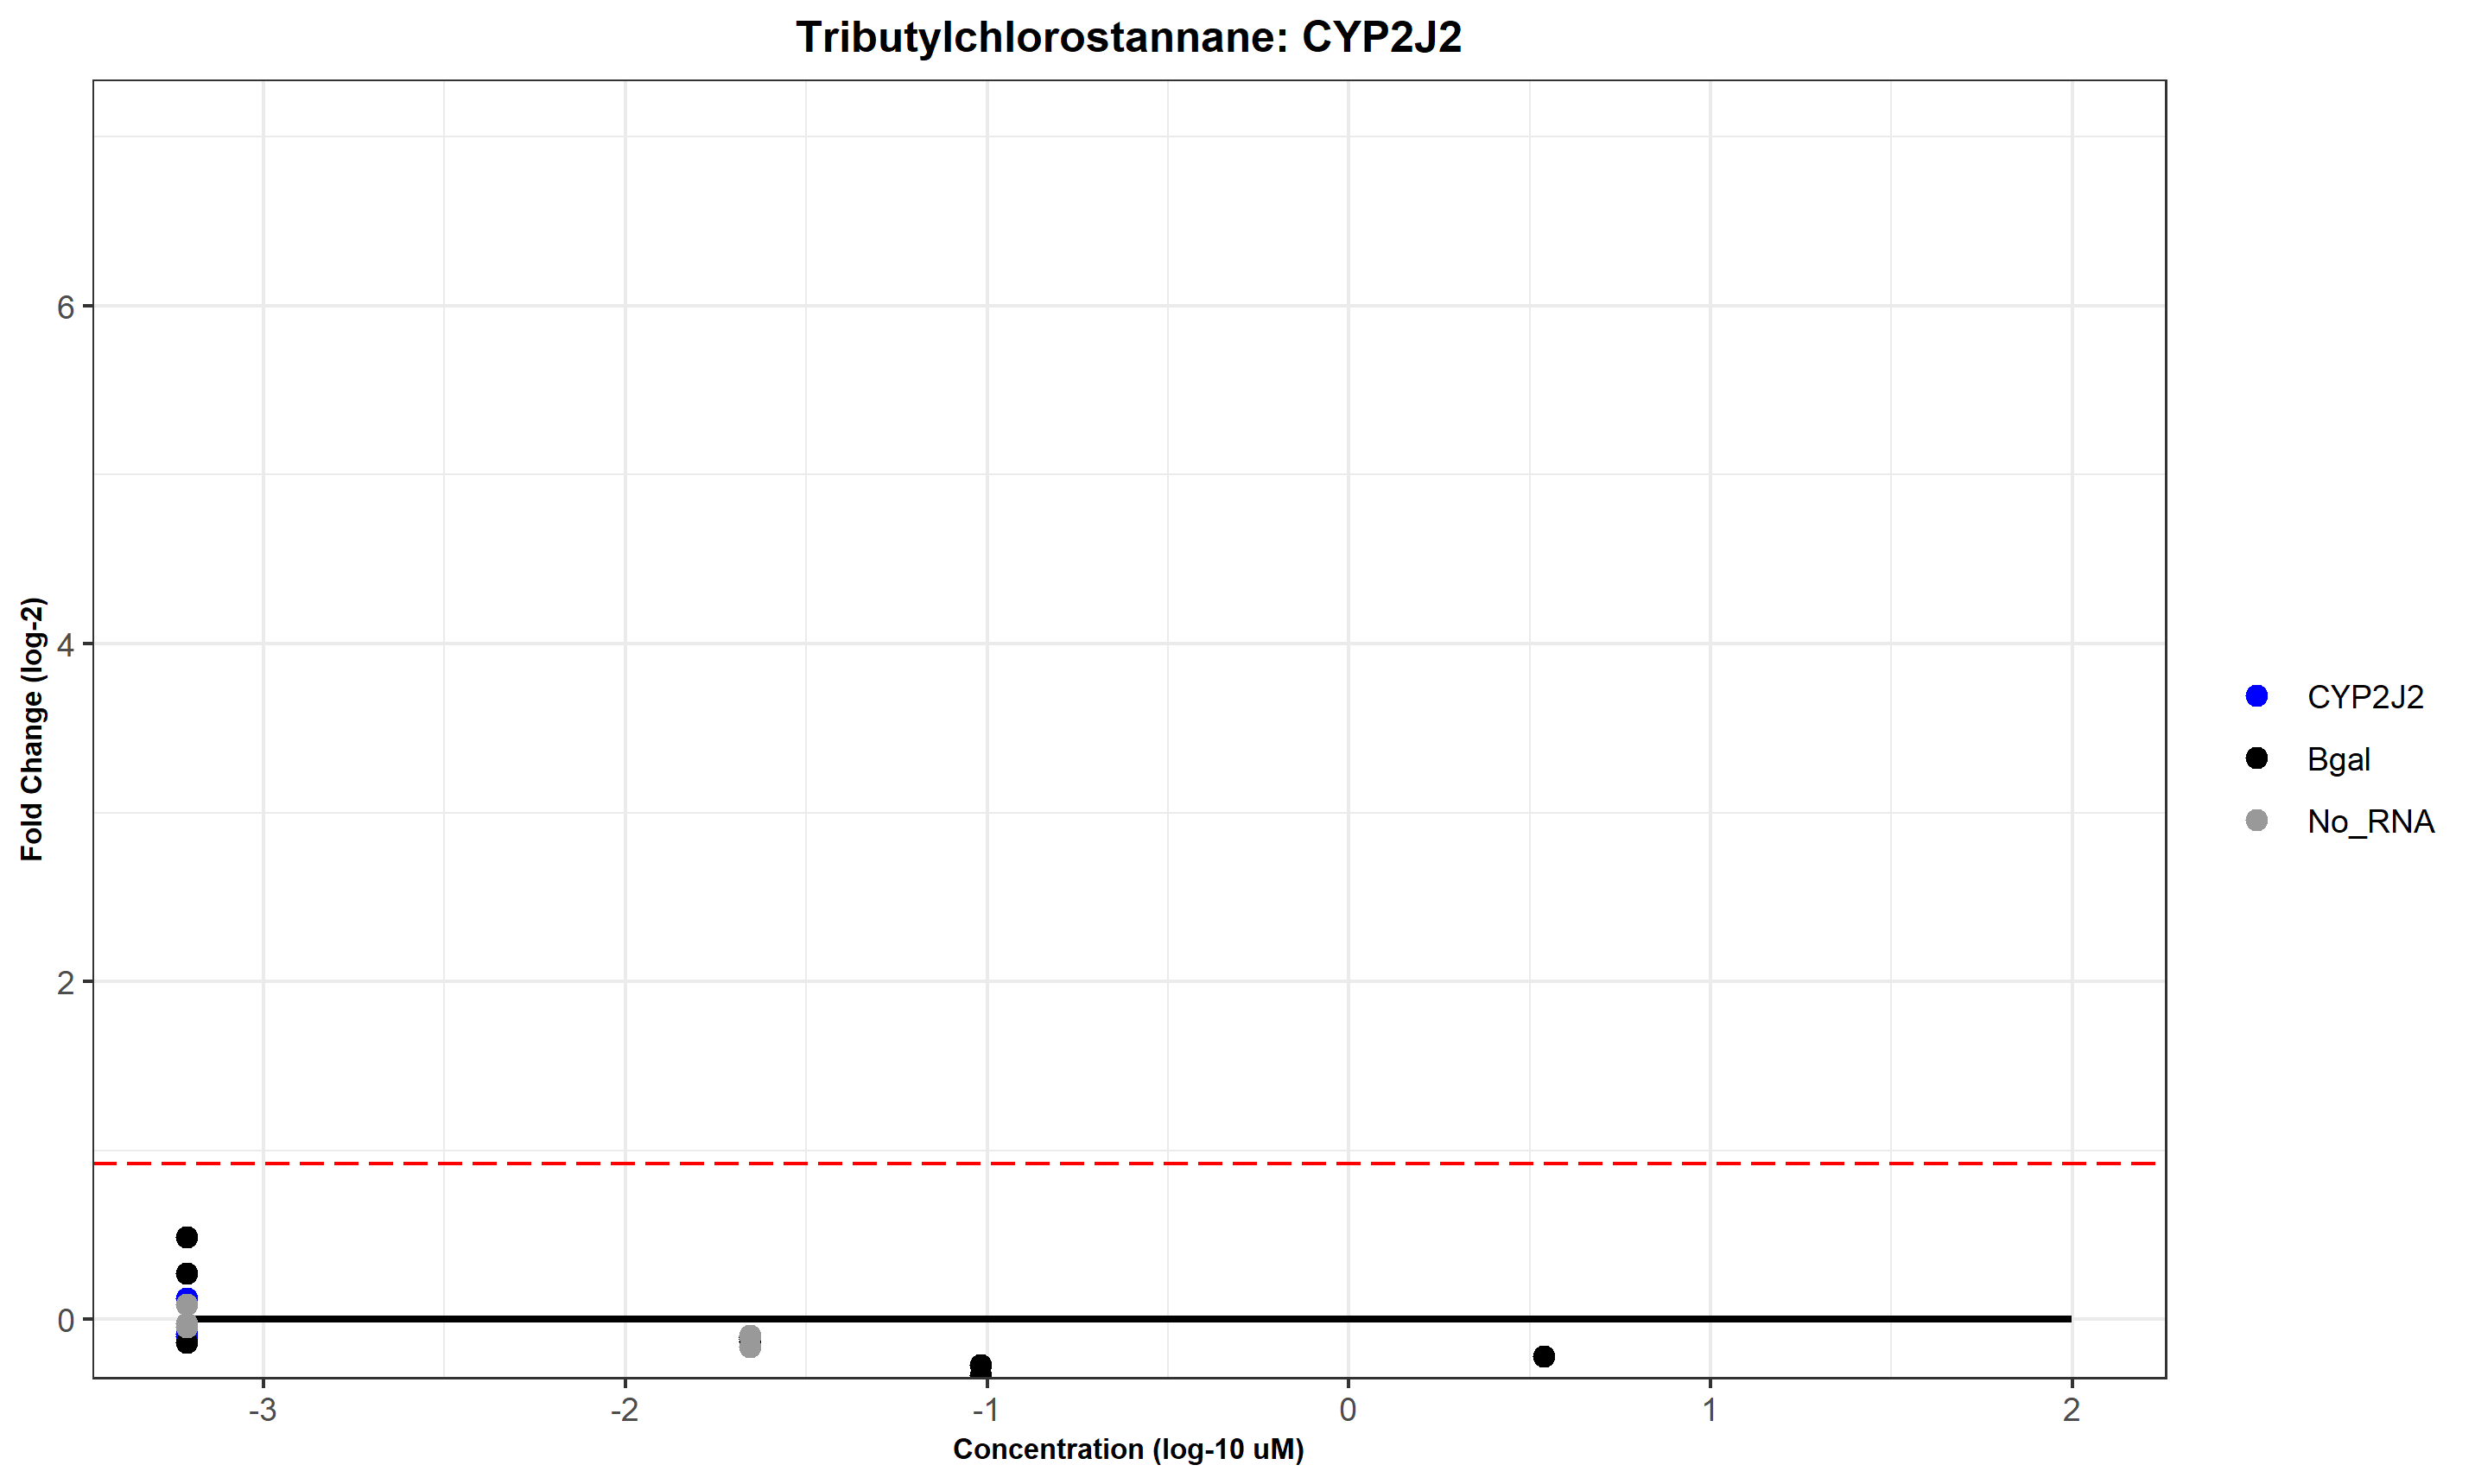 Tributylchlorostannane: CYP2J2
Fold Change (log-2)
6
4
2
0
-3
-2
-1
0
1
2
Concentration (log-10 uM)
CYP2J2
Bgal
No_RNA